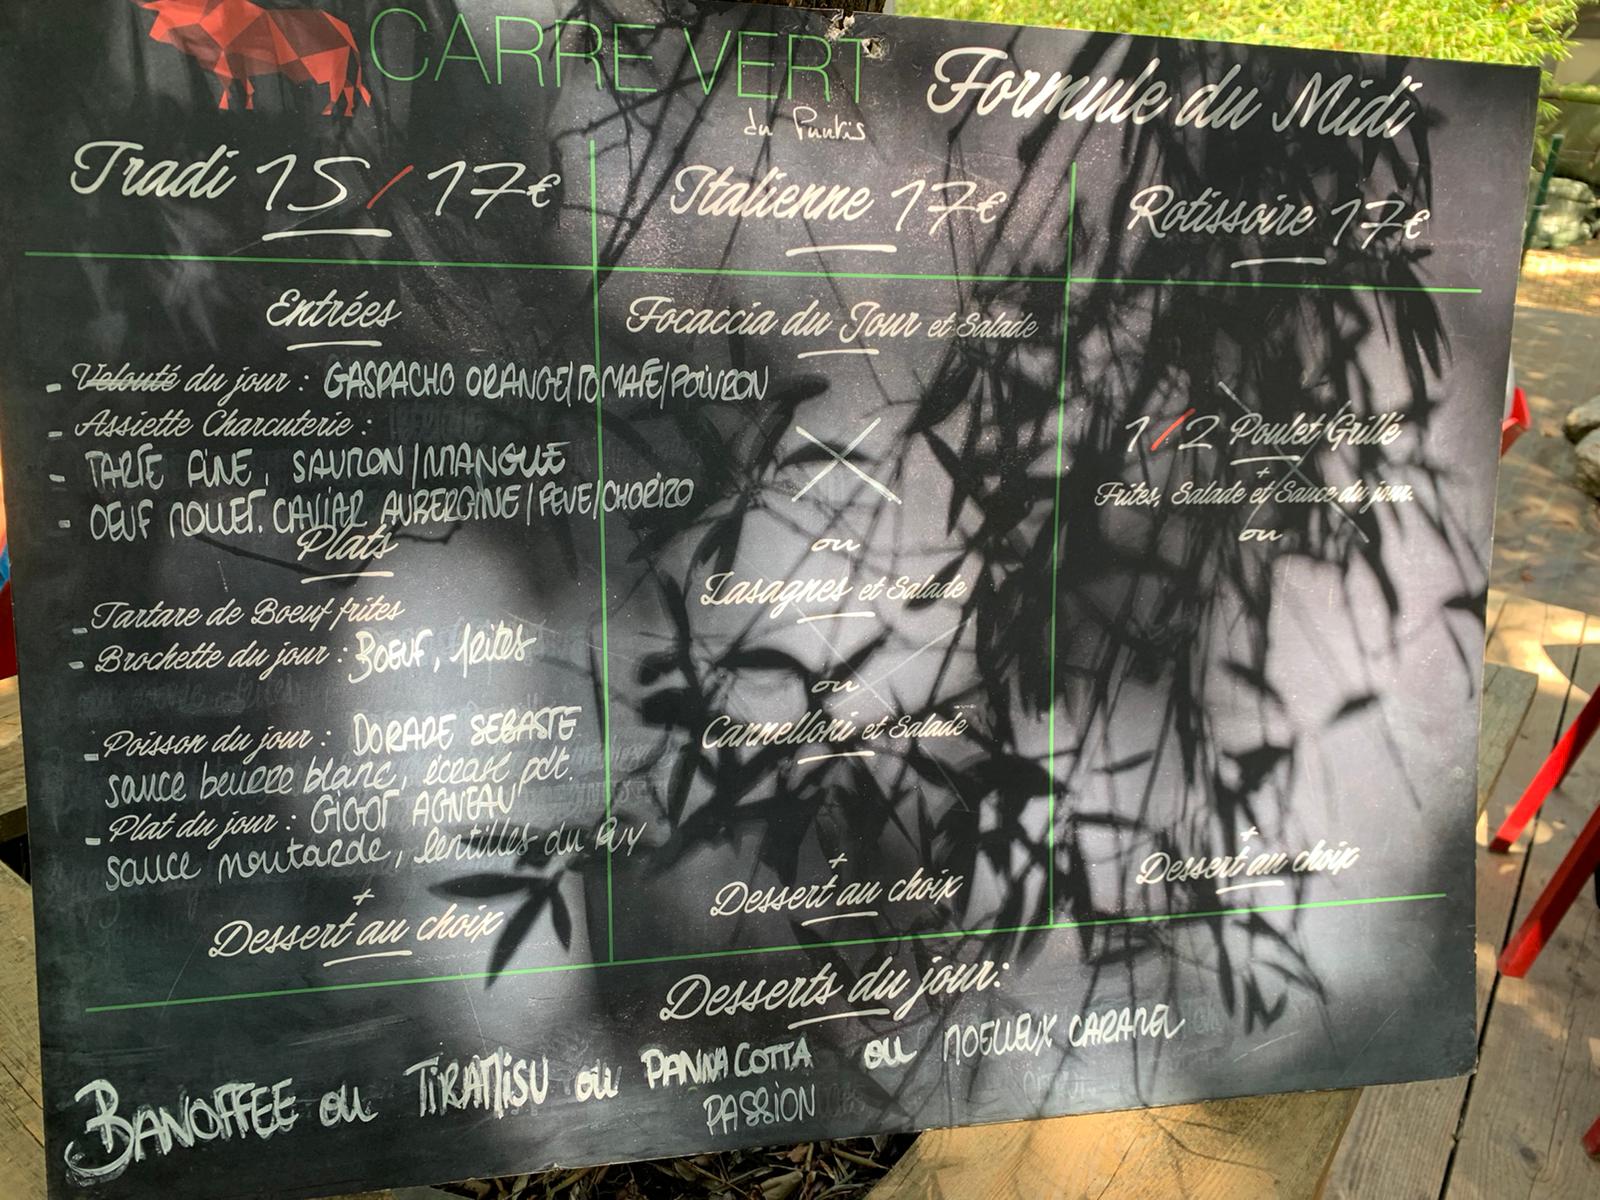 CARRE VERT
Formule du Midi
Tradi 15/17€
Entrées
- Velouté du jour : GASPACHO ORANGE/TOMATE/POIVRON
- Assiette Charcuterie :
- TARTE FINE, SAUMON/MANGUE
- OEUF MOLLET. CAVIAR AUBERGINE/FEVE/CHORIZO
Plats
- Tartare de Boeuf frites
- Brochette du jour : BOEUF, frites
- Poisson du jour : DORADE SEBASTE
sauce beurre blanc, écrasé pdt.
- Plat du jour : GIGOT AGNEAU
sauce moutarde, lentilles du Puy
+
Dessert au choix
Italienne 17€
Focaccia du Jour et Salade
ou
Lasagnes et Salade
ou
Cannelloni et Salade
+
Dessert au choix
Rotissoire 17€
1/2 Poulet Grillé
+
Frites, Salade et Sauce du jour.
ou
+
Dessert au choix
Desserts du jour:
BANOFFEE ou TIRAMISU ou PANNA COTTA ou MOELLEUX CARAMEL
PASSION